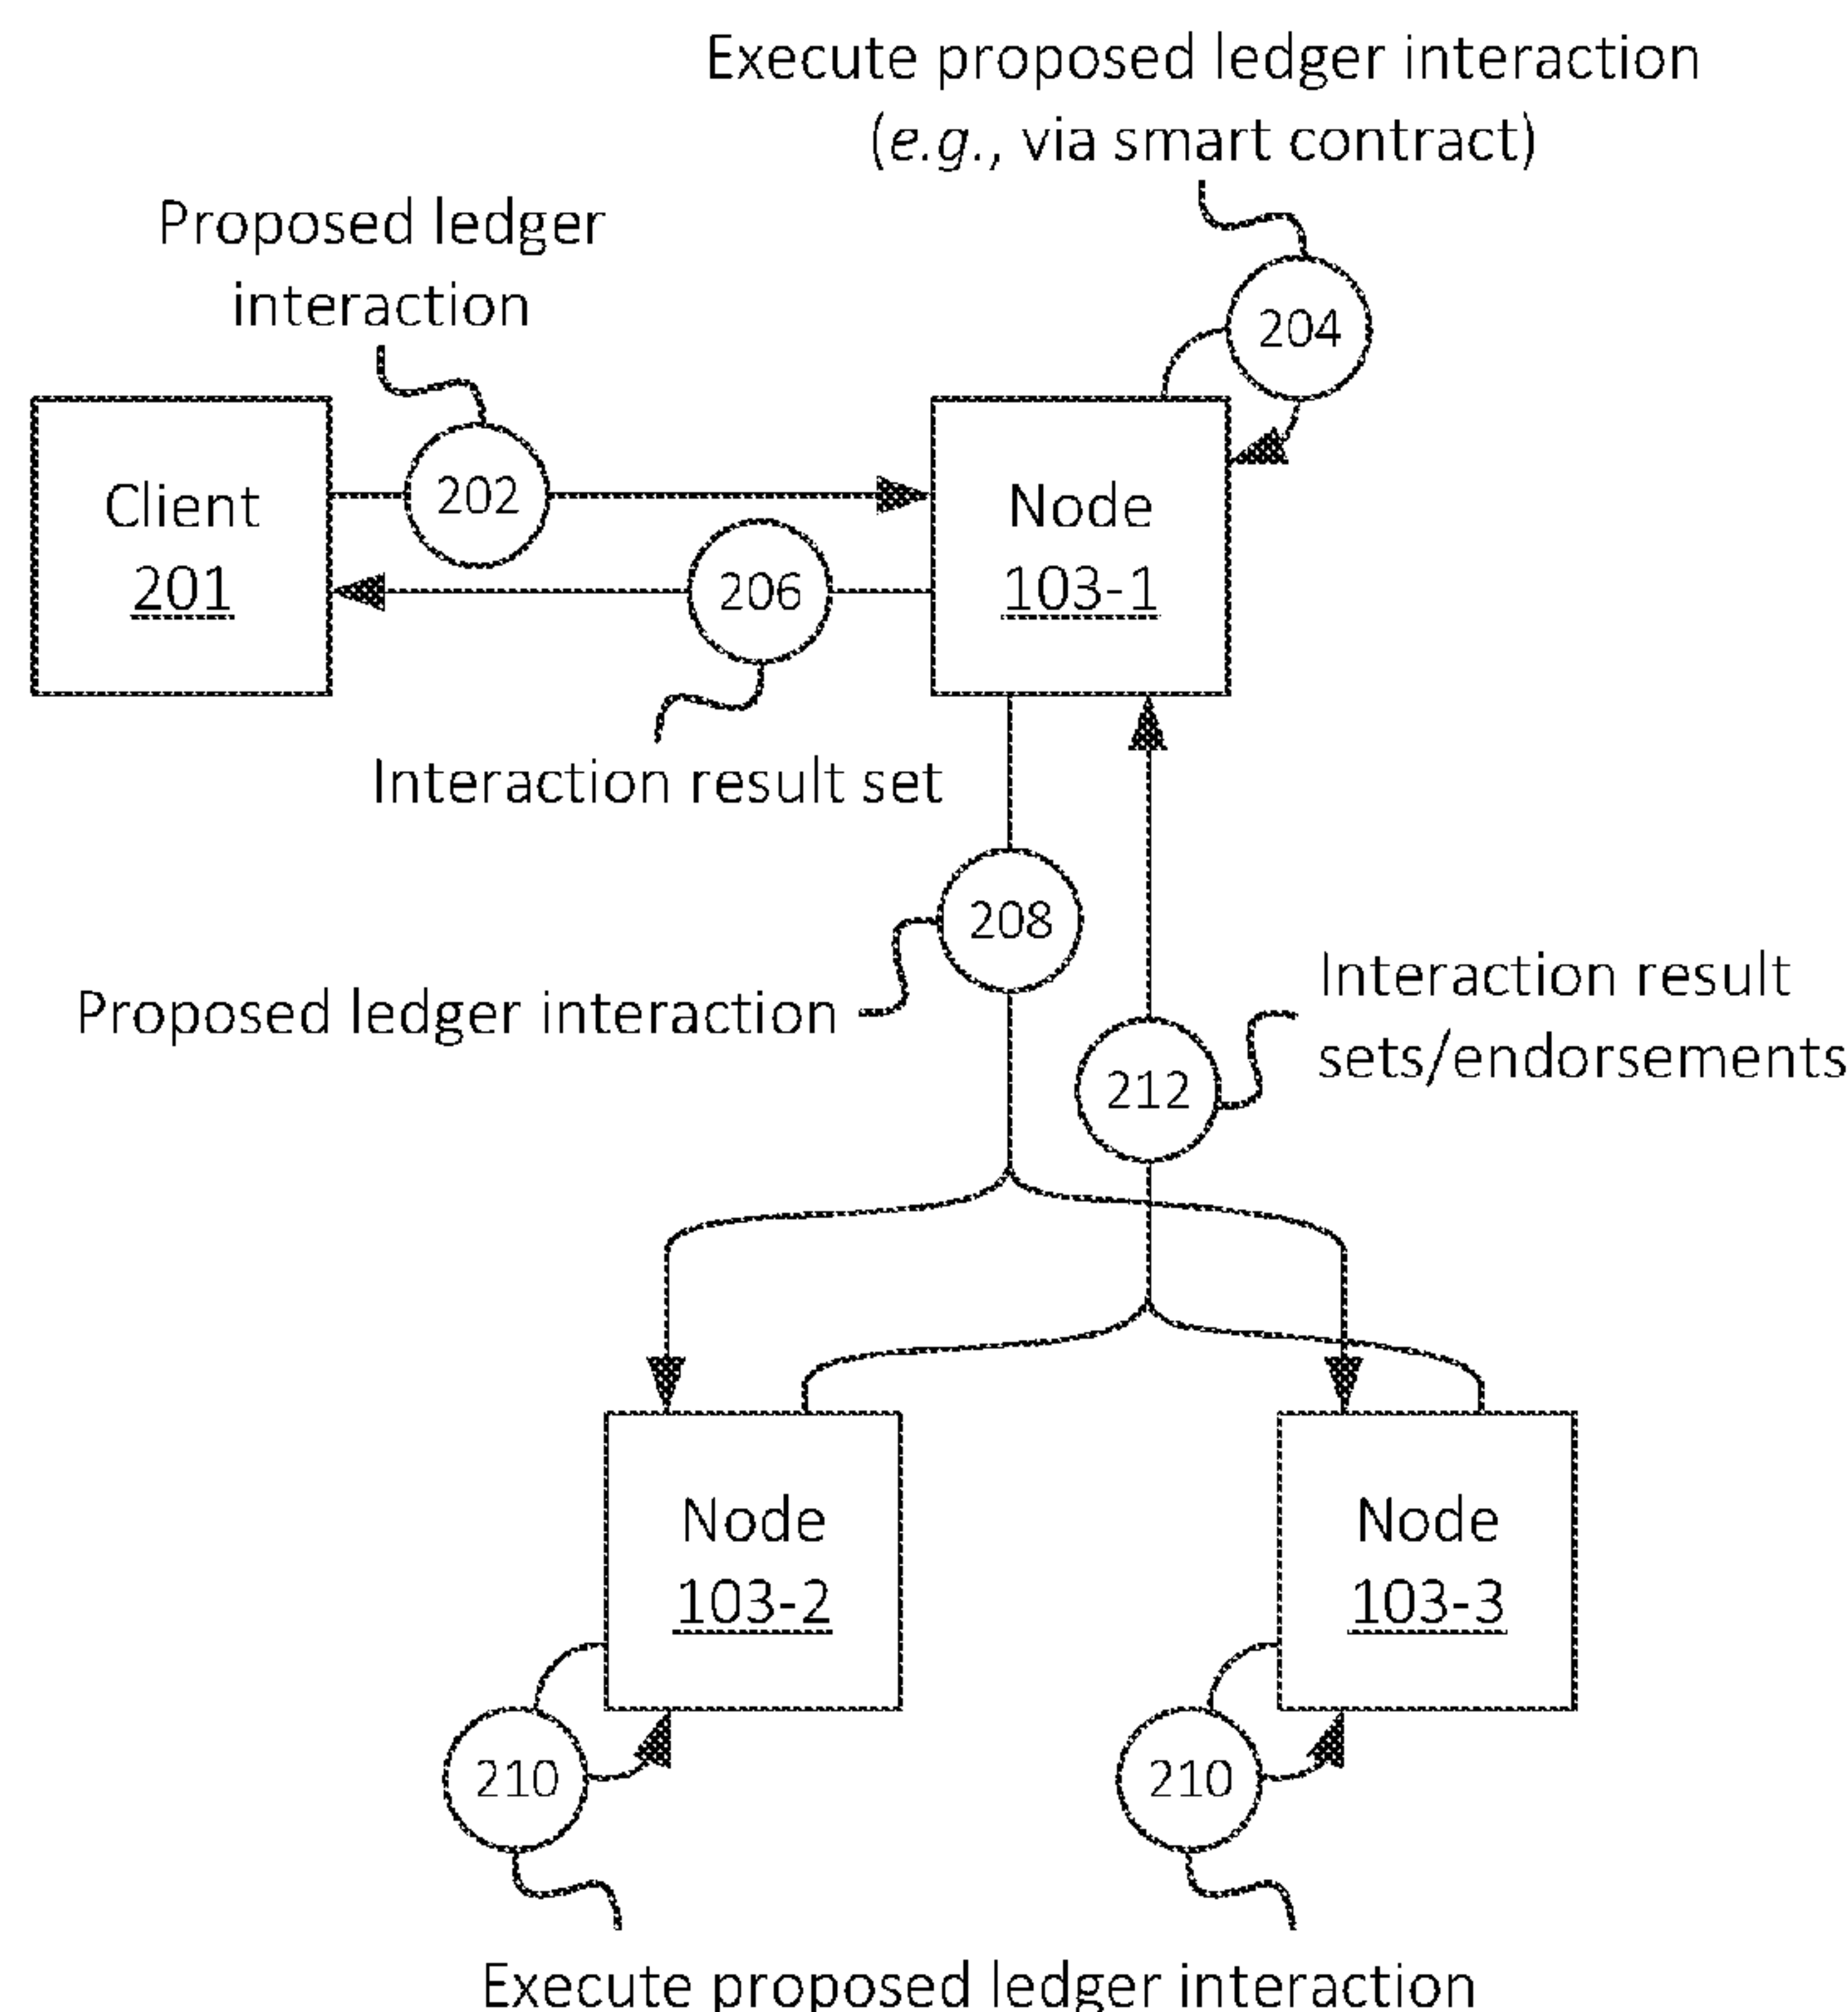 Execute proposed ledger interaction
(e.g., via smart contract)
Proposed ledger
interaction
204
Client
201
202
Node
103-1
206
Interaction result set
208
Proposed ledger interaction
Interaction result
sets/endorsements
212
Node
103-2
Node
103-3
210
210
Execute proposed ledger interaction